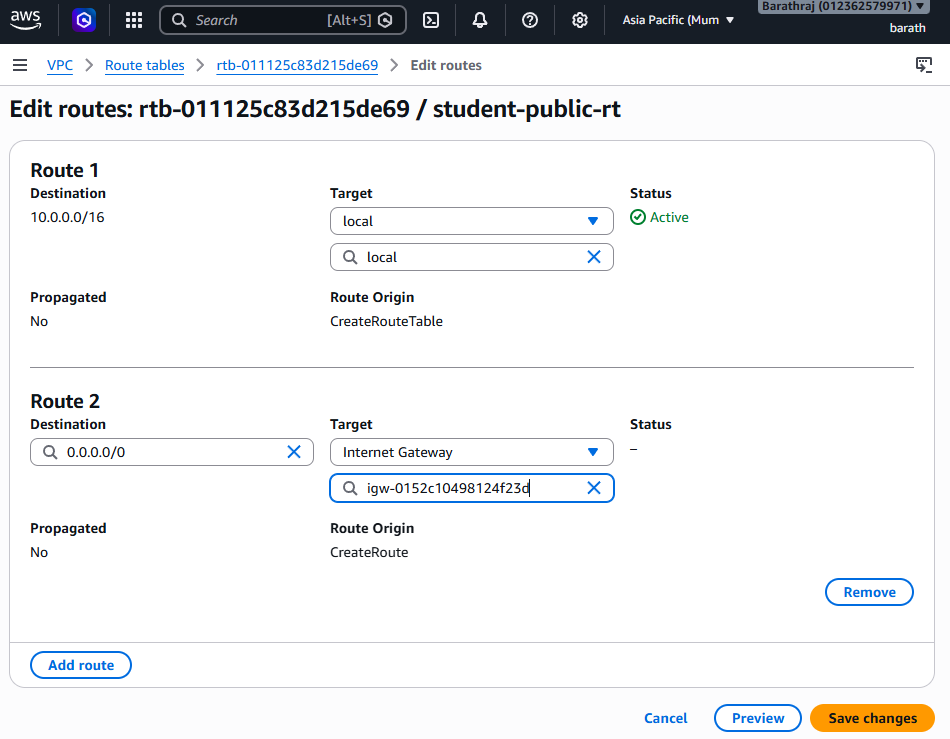 aws
Search [Alt+S]
Asia Pacific (Mum
Barathraj (012362579971)
barath
VPC
Route tables
rtb-011125c83d215de69
Edit routes
Edit routes: rtb-011125c83d215de69 / student-public-rt
Route 1
Destination
10.0.0.0/16
Target
local
local
Status
Active
Propagated
No
Route Origin
CreateRouteTable
Route 2
Destination
0.0.0.0/0
Target
Internet Gateway
igw-0152c10498124f23d
Status
–
Propagated
No
Route Origin
CreateRoute
Remove
Add route
Cancel
Preview
Save changes